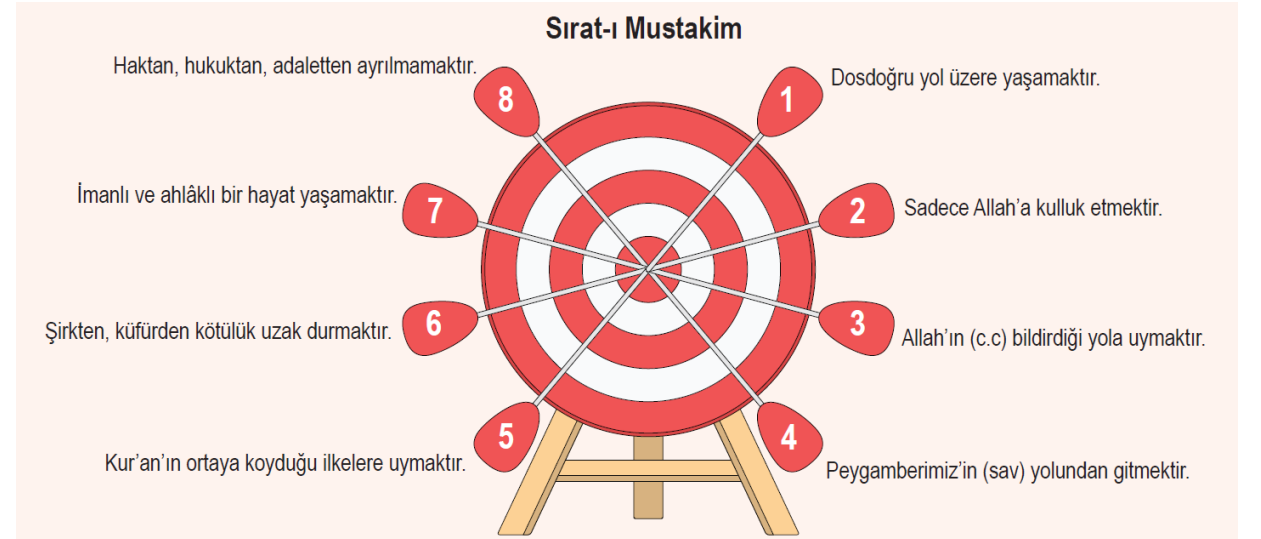 Sırat-ı Mustakim
8 Haktan, hukuktan, adaletten ayrılmamaktır.
1 Dosdoğru yol üzere yaşamaktır.
7 İmanlı ve ahlâklı bir hayat yaşamaktır.
2 Sadece Allah’a kulluk etmektir.
6 Şirkten, küfürden kötülük uzak durmaktır.
3 Allah’ın (c.c) bildirdiği yola uymaktır.
5 Kur’an’ın ortaya koyduğu ilkelere uymaktır.
4 Peygamberimiz’in (sav) yolundan gitmektir.